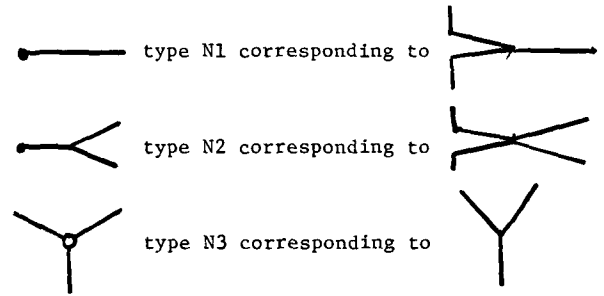 type N1 corresponding to
type N2 corresponding to
type N3 corresponding to